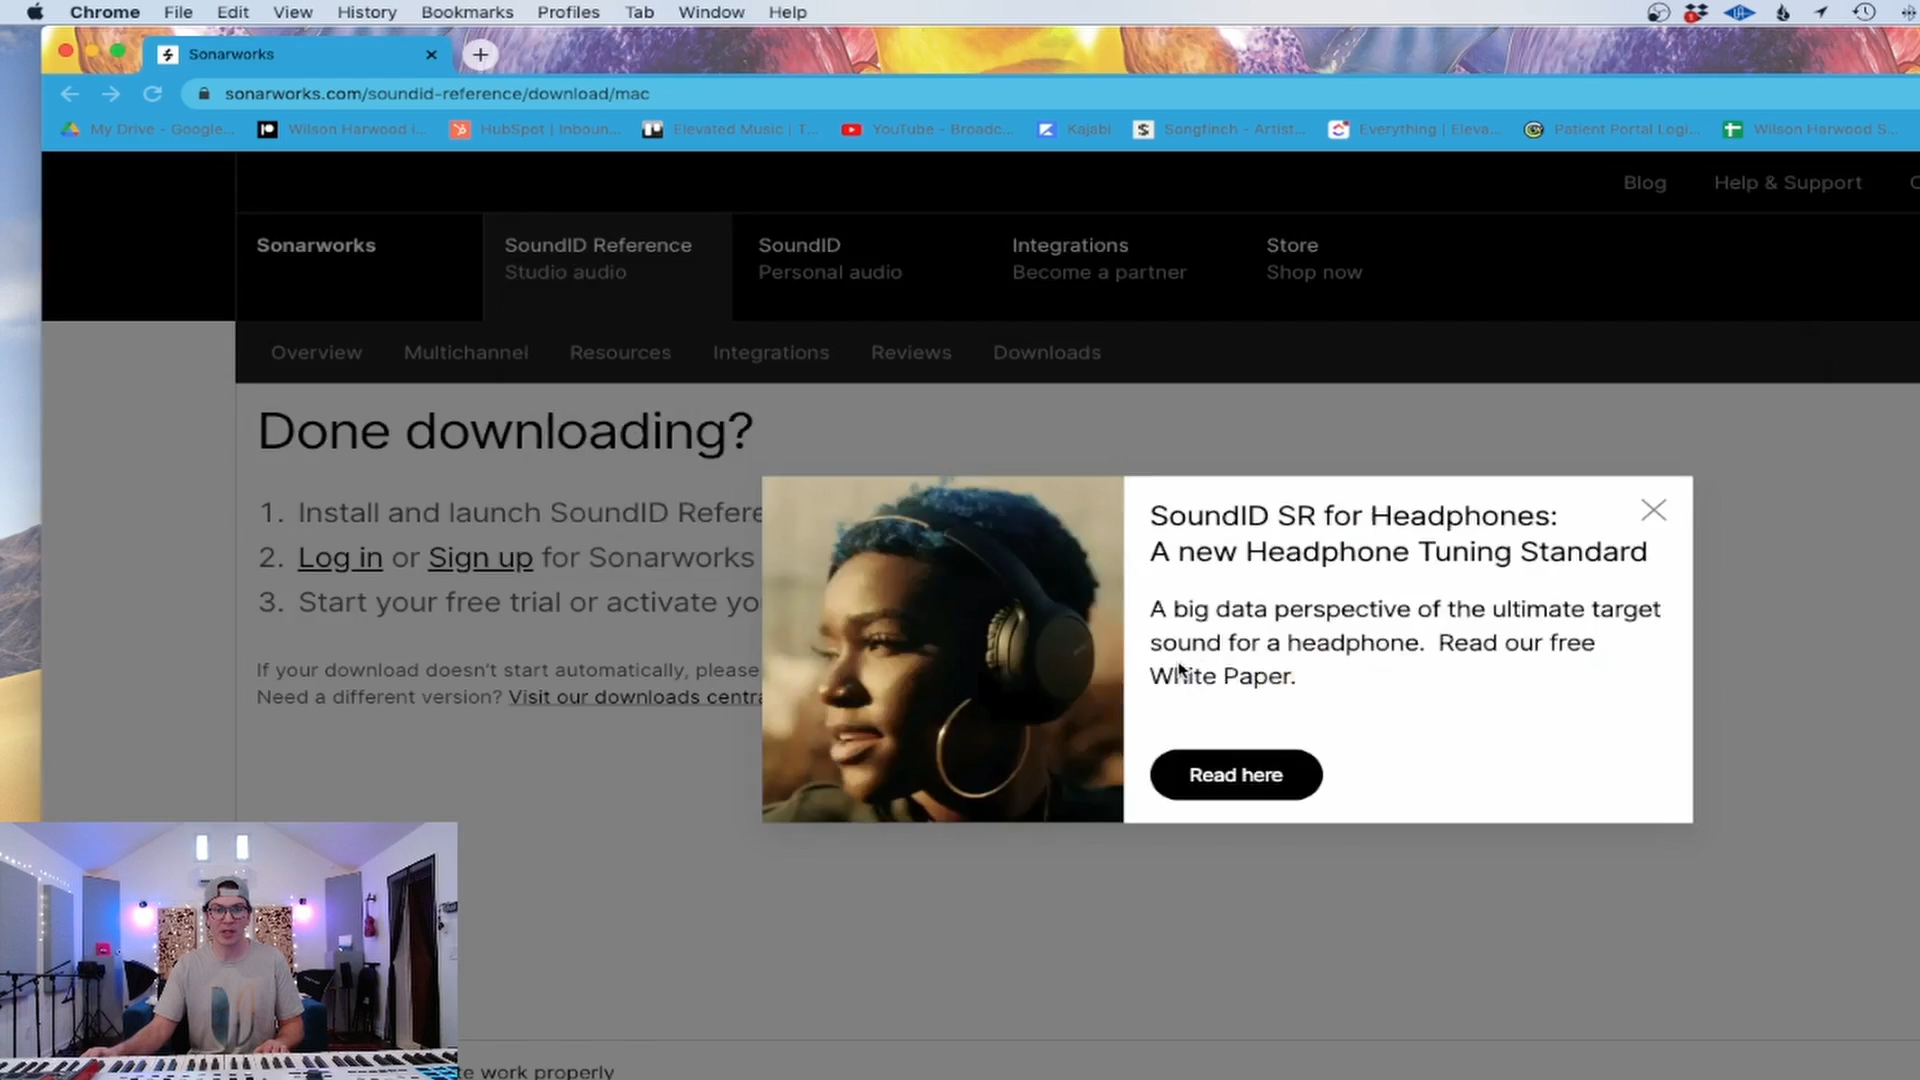 Chrome File Edit View History Bookmarks Profiles Tab Window Help
Sonarworks
sonarworks.com/soundid-reference/download/mac
My Drive - Google... Wilson Harwood i... HubSpot | Inboun... Elevated Music | T... YouTube - Broadc... Kajabi Songfinch - Artist... Everything | Eleva... Patient Portal Logi... Wilson Harwood S...
Blog Help & Support
Sonarworks SoundID Reference SoundID Integrations Store
Studio audio Personal audio Become a partner Shop now
Overview Multichannel Resources Integrations Reviews Downloads
Done downloading?
1. Install and launch SoundID Refere
2. Log in or Sign up for Sonarworks
3. Start your free trial or activate yo
If your download doesn't start automatically, please
Need a different version? Visit our downloads centra
SoundID SR for Headphones:
A new Headphone Tuning Standard
A big data perspective of the ultimate target
sound for a headphone. Read our free
White Paper.
Read here
te work properly